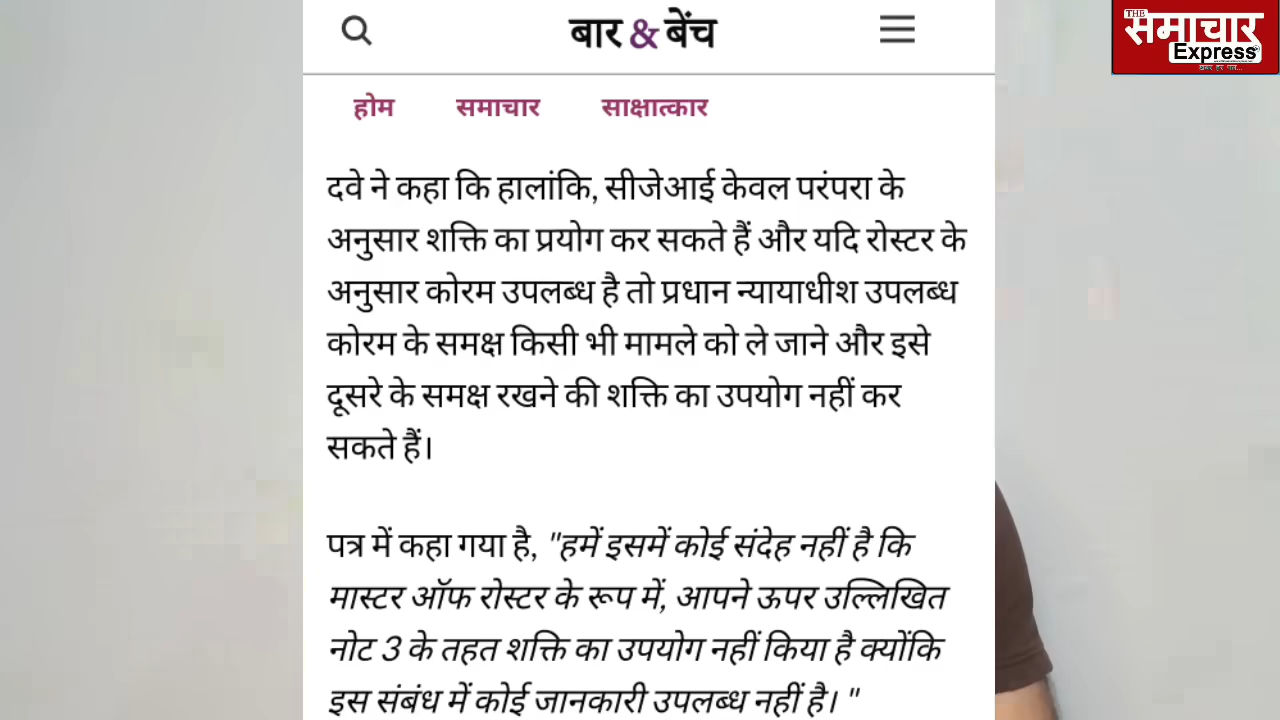 बार & बेंच
THE
समाचार
Express
होम समाचार साक्षात्कार
दवे ने कहा कि हालांकि, सीजेआई केवल परंपरा के
अनुसार शक्ति का प्रयोग कर सकते हैं और यदि रोस्टर के
अनुसार कोरम उपलब्ध है तो प्रधान न्यायाधीश उपलब्ध
कोरम के समक्ष किसी भी मामले को ले जाने और इसे
दूसरे के समक्ष रखने की शक्ति का उपयोग नहीं कर
सकते हैं।
पत्र में कहा गया है, "हमें इसमें कोई संदेह नहीं है कि
मास्टर ऑफ रोस्टर के रूप में, आपने ऊपर उल्लिखित
नोट 3 के तहत शक्ति का उपयोग नहीं किया है क्योंकि
इस संबंध में कोई जानकारी उपलब्ध नहीं है। "